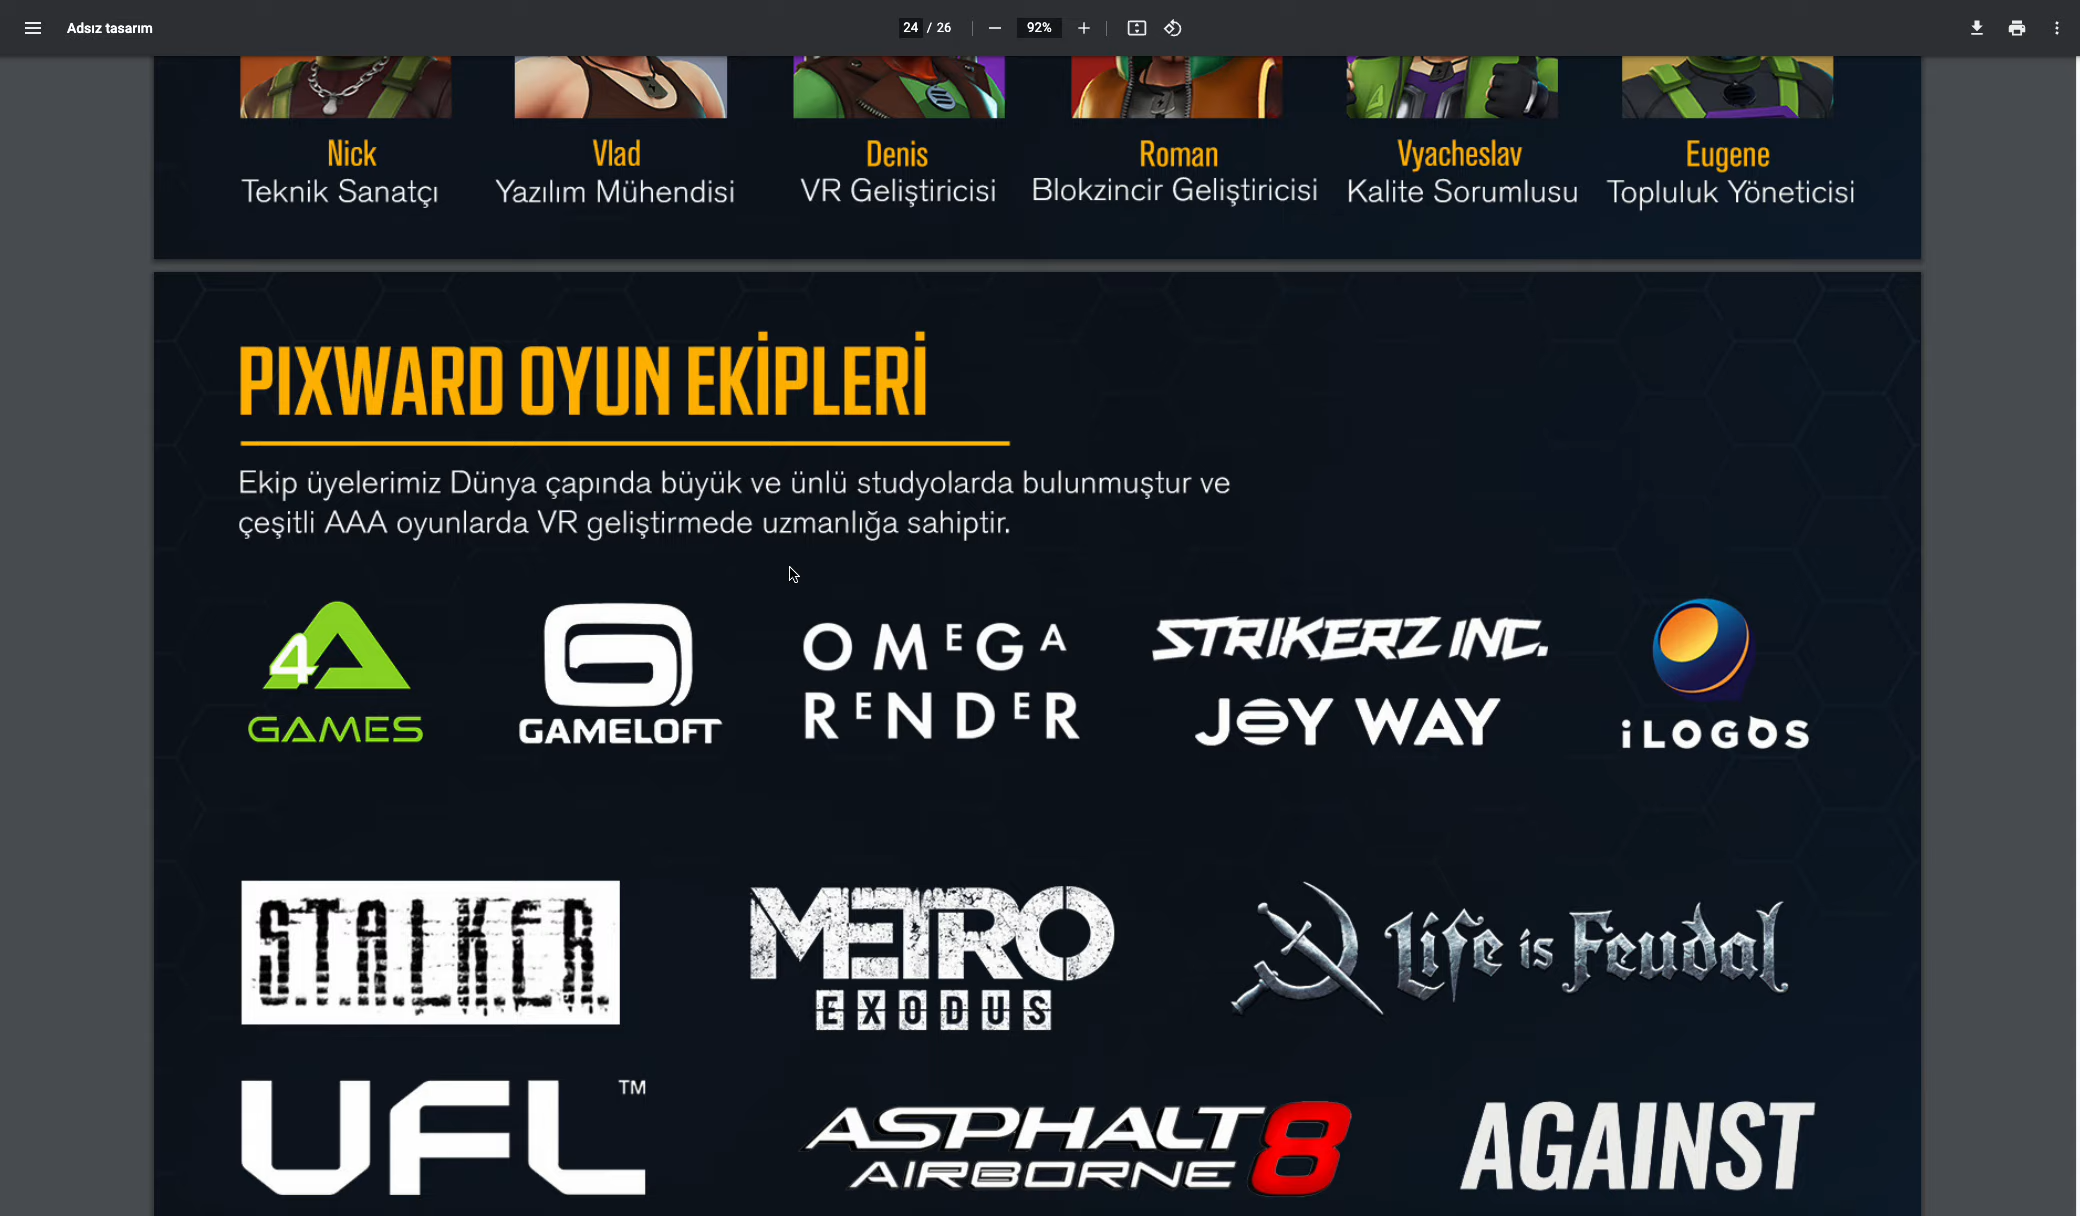 Adsız tasarım
24 / 26
92%
Nick
Vlad
Denis
Roman
Vyacheslav
Eugene
Teknik Sanatçı
Yazılım Mühendisi
VR Geliştiricisi
Blokzincir Geliştiricisi
Kalite Sorumlusu
Topluluk Yöneticisi
PIXWARD OYUN EKİPLERİ
Ekip üyelerimiz Dünya çapında büyük ve ünlü studyolarda bulunmuştur ve
çeşitli AAA oyunlarda VR geliştirmede uzmanlığa sahiptir.
4A
GAMES
GAMELOFT
OMEGA
RENDER
STRIKERZ INC.
JOY WAY
iLOGOS
S.T.A.L.K.E.R.
METRO
EXODUS
Life is Feudal
UFL™
ASPHALT 8
AIRBORNE
AGAINST